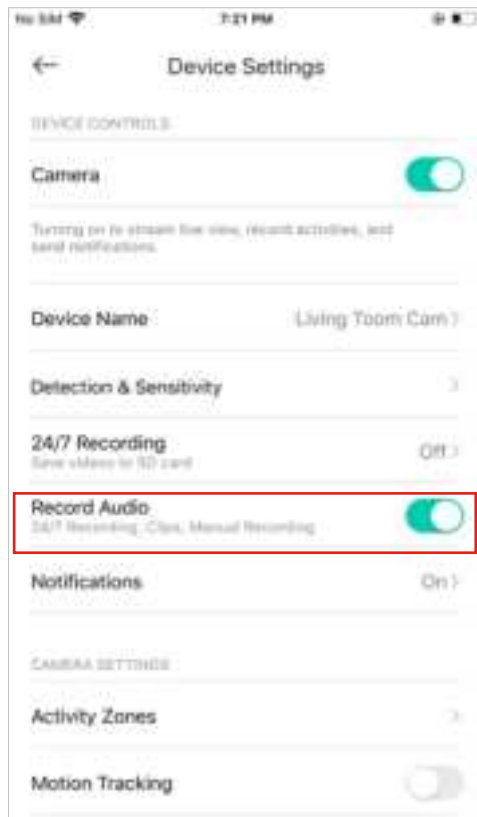 No SIM 7:21 PM
Device Settings
DEVICE CONTROLS
Camera
Turning on to stream live view, record activities, and
send notifications.
Device Name Living Toom Cam
Detection & Sensitivity
24/7 Recording Off
Save videos to SD card
Record Audio
24/7 Recording, Clips, Manual Recording
Notifications On
CAMERA SETTINGS
Activity Zones
Motion Tracking